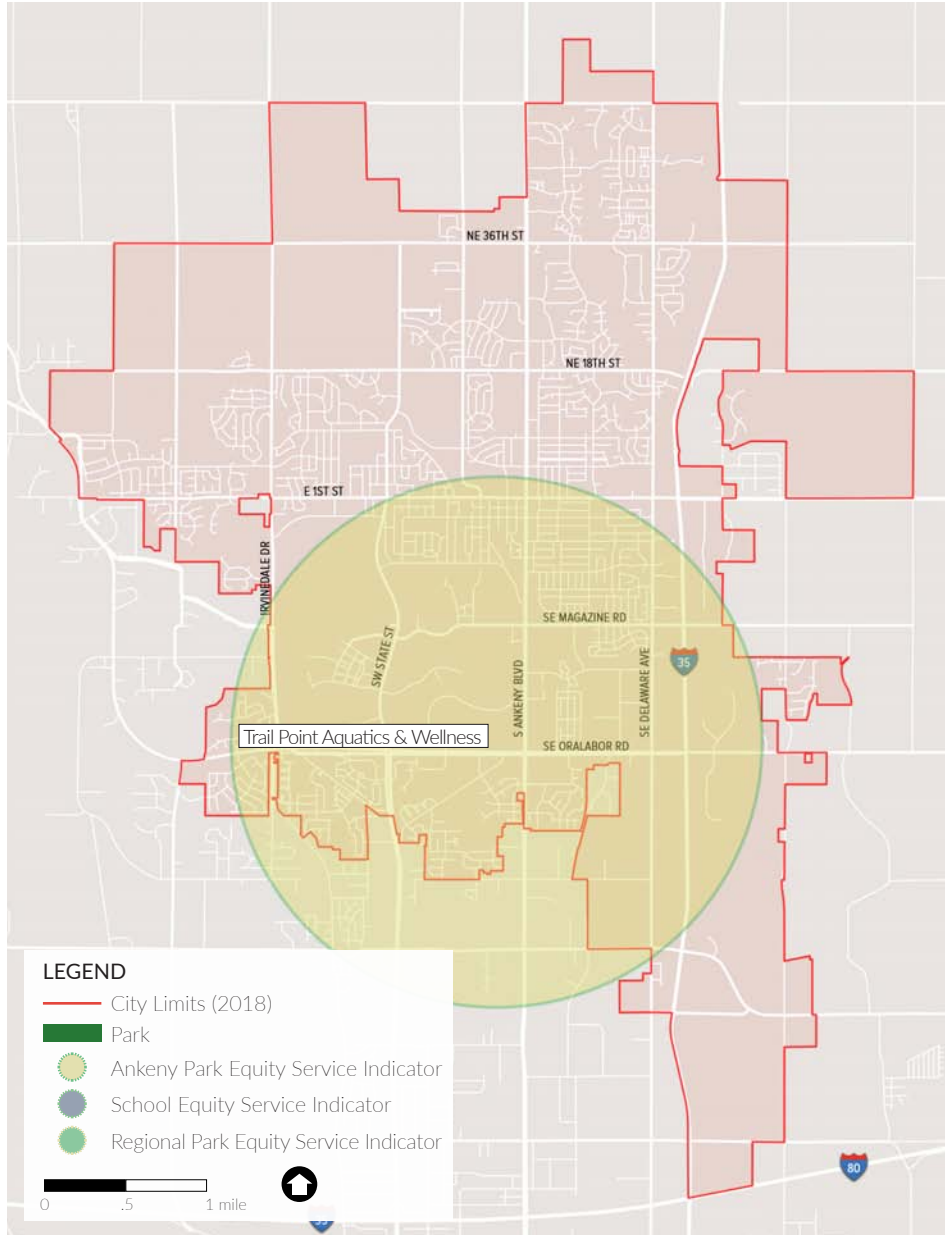 NE 36TH ST
NE 18TH ST
E 1ST ST
IRVINEDALE DR
SE MAGAZINE RD
SW STATE ST
35
S ANKENY BLVD
SE DELAWARE AVE
Trail Point Aquatics & Wellness
SE ORALABOR RD
LEGEND
City Limits (2018)
Park
Ankeny Park Equity Service Indicator
School Equity Service Indicator
Regional Park Equity Service Indicator
0 .5 1 mile
80